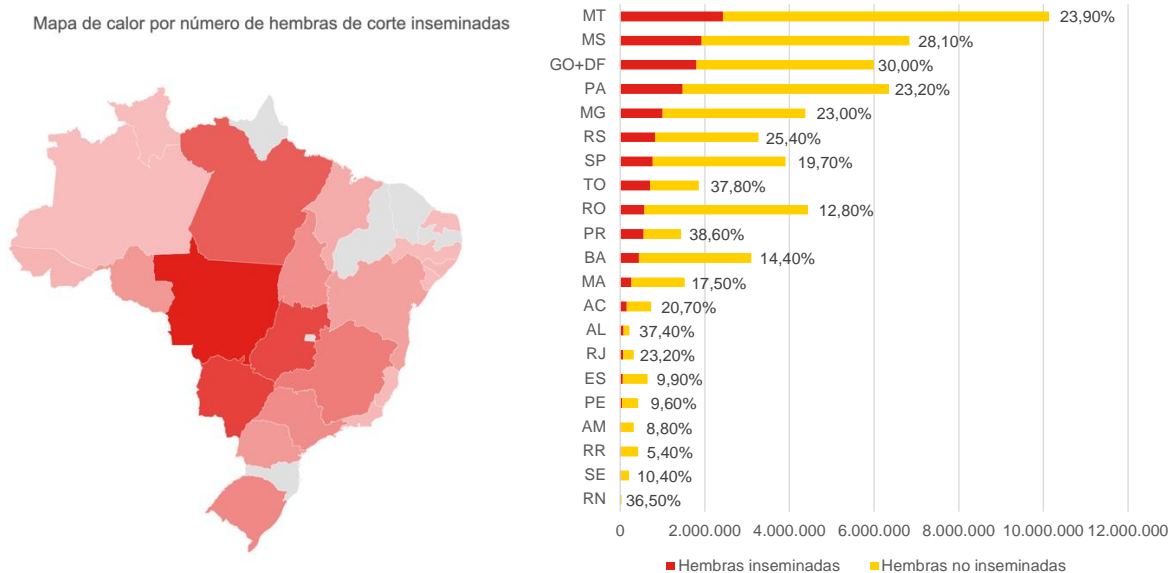 Mapa de calor por número de hembras de corte inseminadas
MT 23,90%
MS 28,10%
GO+DF 30,00%
PA 23,20%
MG 23,00%
RS 25,40%
SP 19,70%
TO 37,80%
RO 12,80%
PR 38,60%
BA 14,40%
MA 17,50%
AC 20,70%
AL 37,40%
RJ 23,20%
ES 9,90%
PE 9,60%
AM 8,80%
RR 5,40%
SE 10,40%
RN 36,50%
0 2.000.000 4.000.000 6.000.000 8.000.000 10.000.000 12.000.000
Hembras inseminadas Hembras no inseminadas